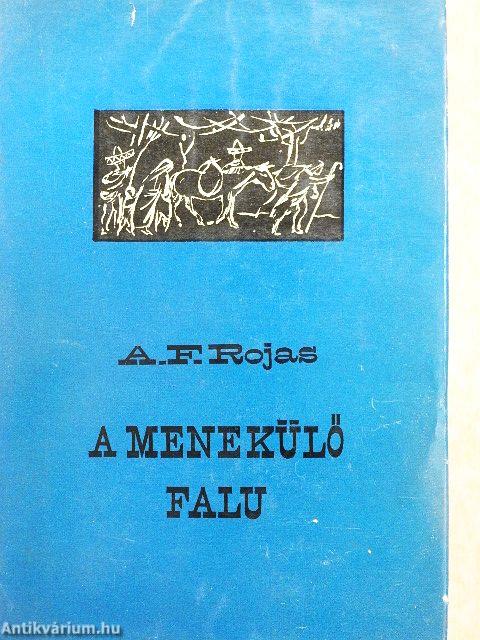 A.F. Rojas
A MENEKÜLŐ
FALU
Antikvárium.hu